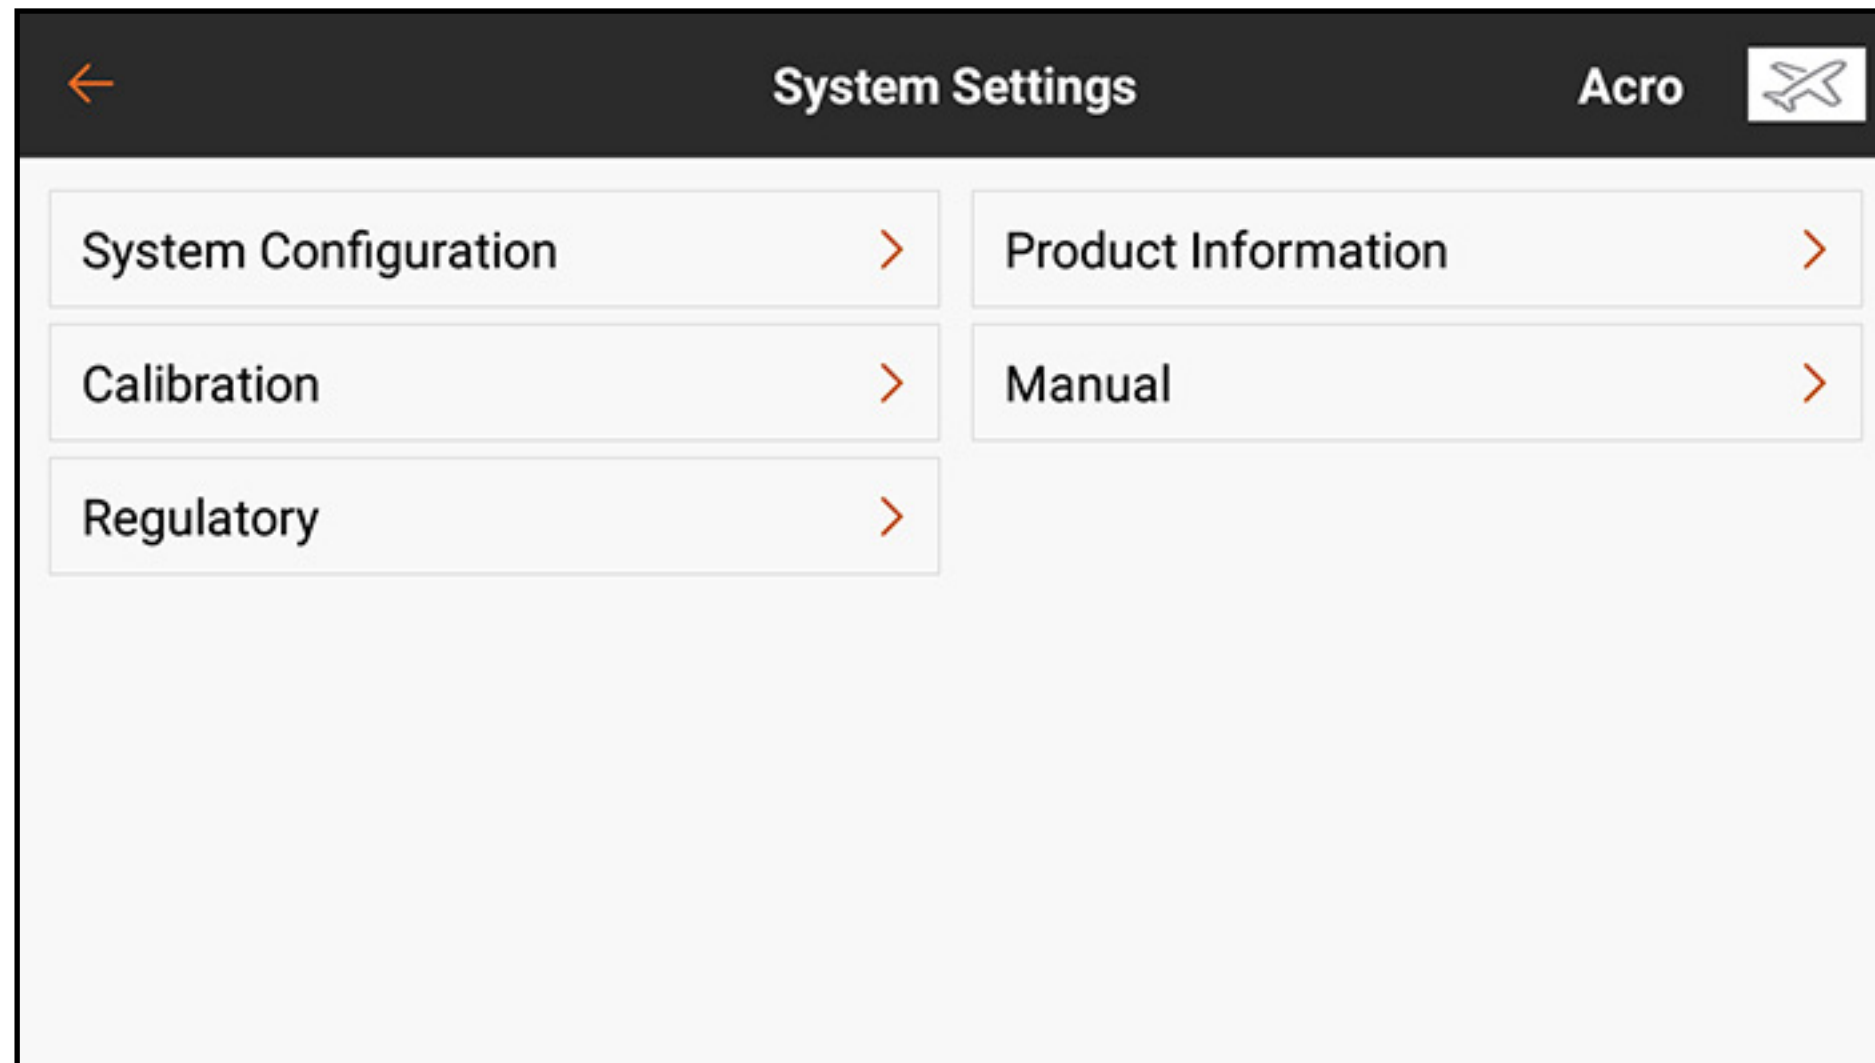 System Settings
Acro
System Configuration
Product Information
Calibration
Manual
Regulatory